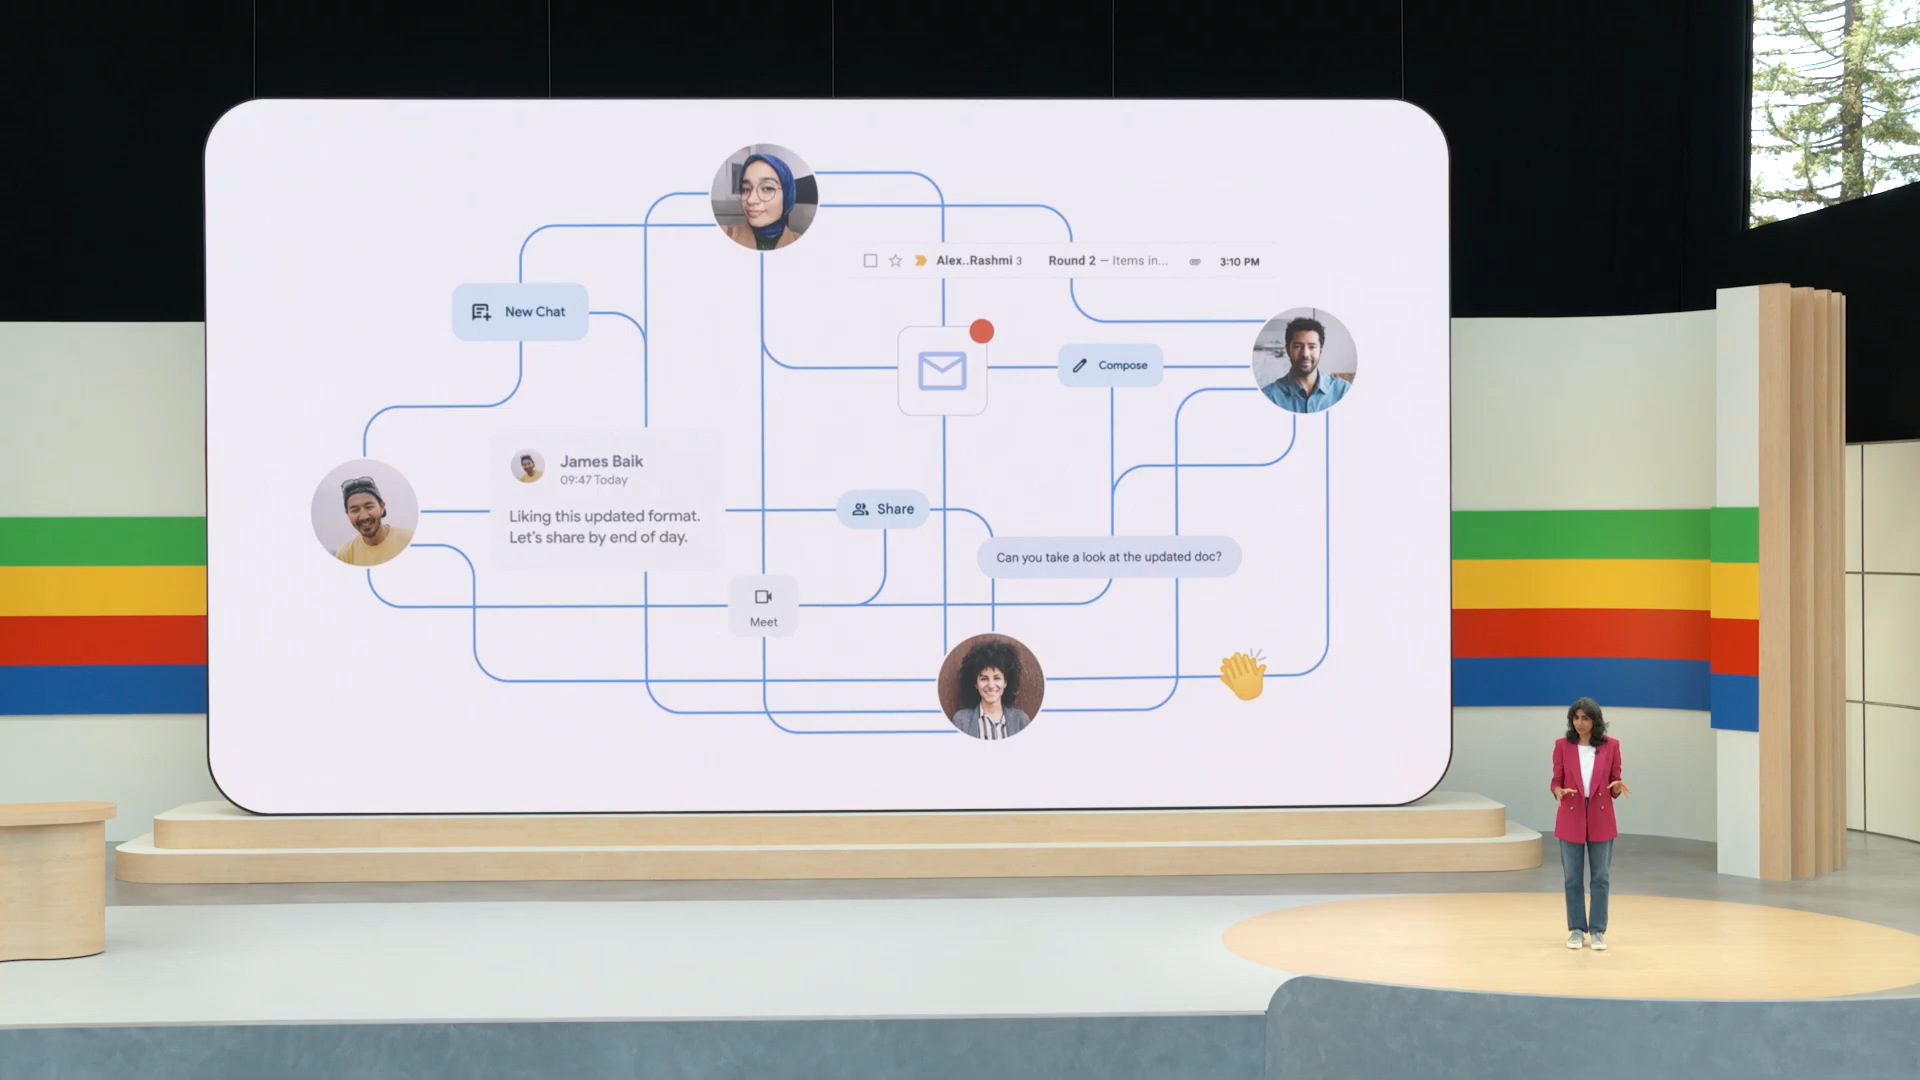 Alex..Rashmi 3 Round 2 – Items in... 3:10 PM
New Chat
Compose
James Baik
09:47 Today
Liking this updated format.
Let's share by end of day.
Share
Can you take a look at the updated doc?
Meet